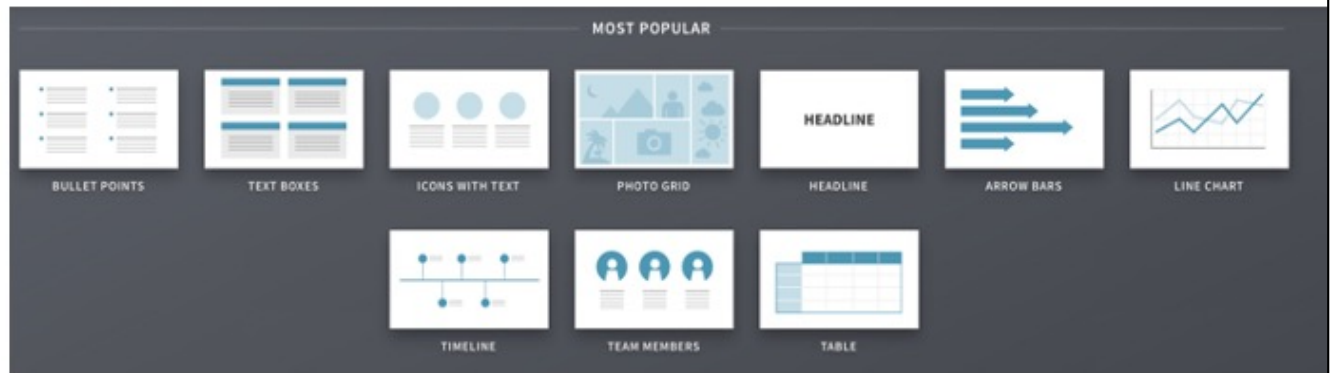 MOST POPULAR
HEADLINE
BULLET POINTS
TEXT BOXES
ICONS WITH TEXT
PHOTO GRID
HEADLINE
ARROW BARS
LINE CHART
TIMELINE
TEAM MEMBERS
TABLE